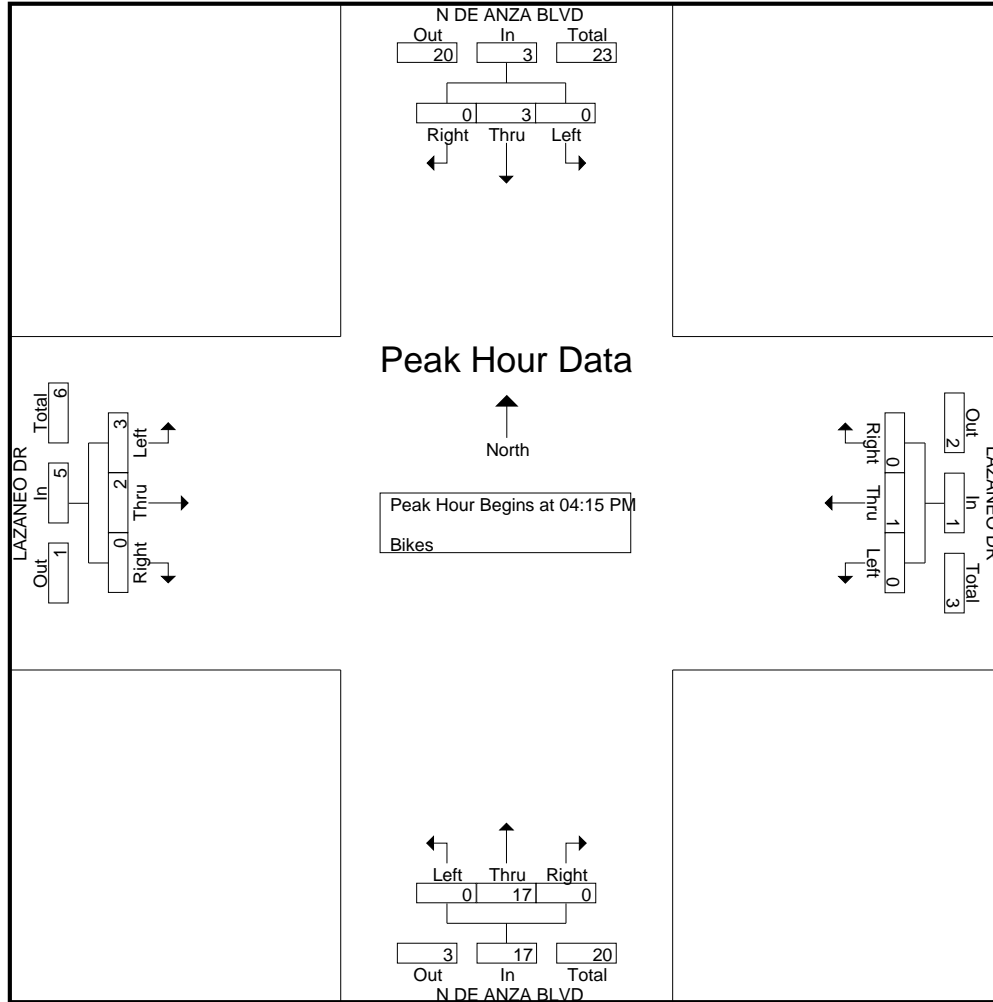 N DE ANZA BLVD
Out In Total
20 3 23
0 3 0
Right Thru Left
Peak Hour Data
North
Peak Hour Begins at 04:15 PM
Bikes
LAZANEO DR
Total In Out
6 5 1
3 2 0
Left Thru Right
LAZANEO DR
Out In Total
2 1 3
0 1 0
Right Thru Left
Left Thru Right
0 17 0
3 17 20
Out In Total
N DE ANZA BLVD